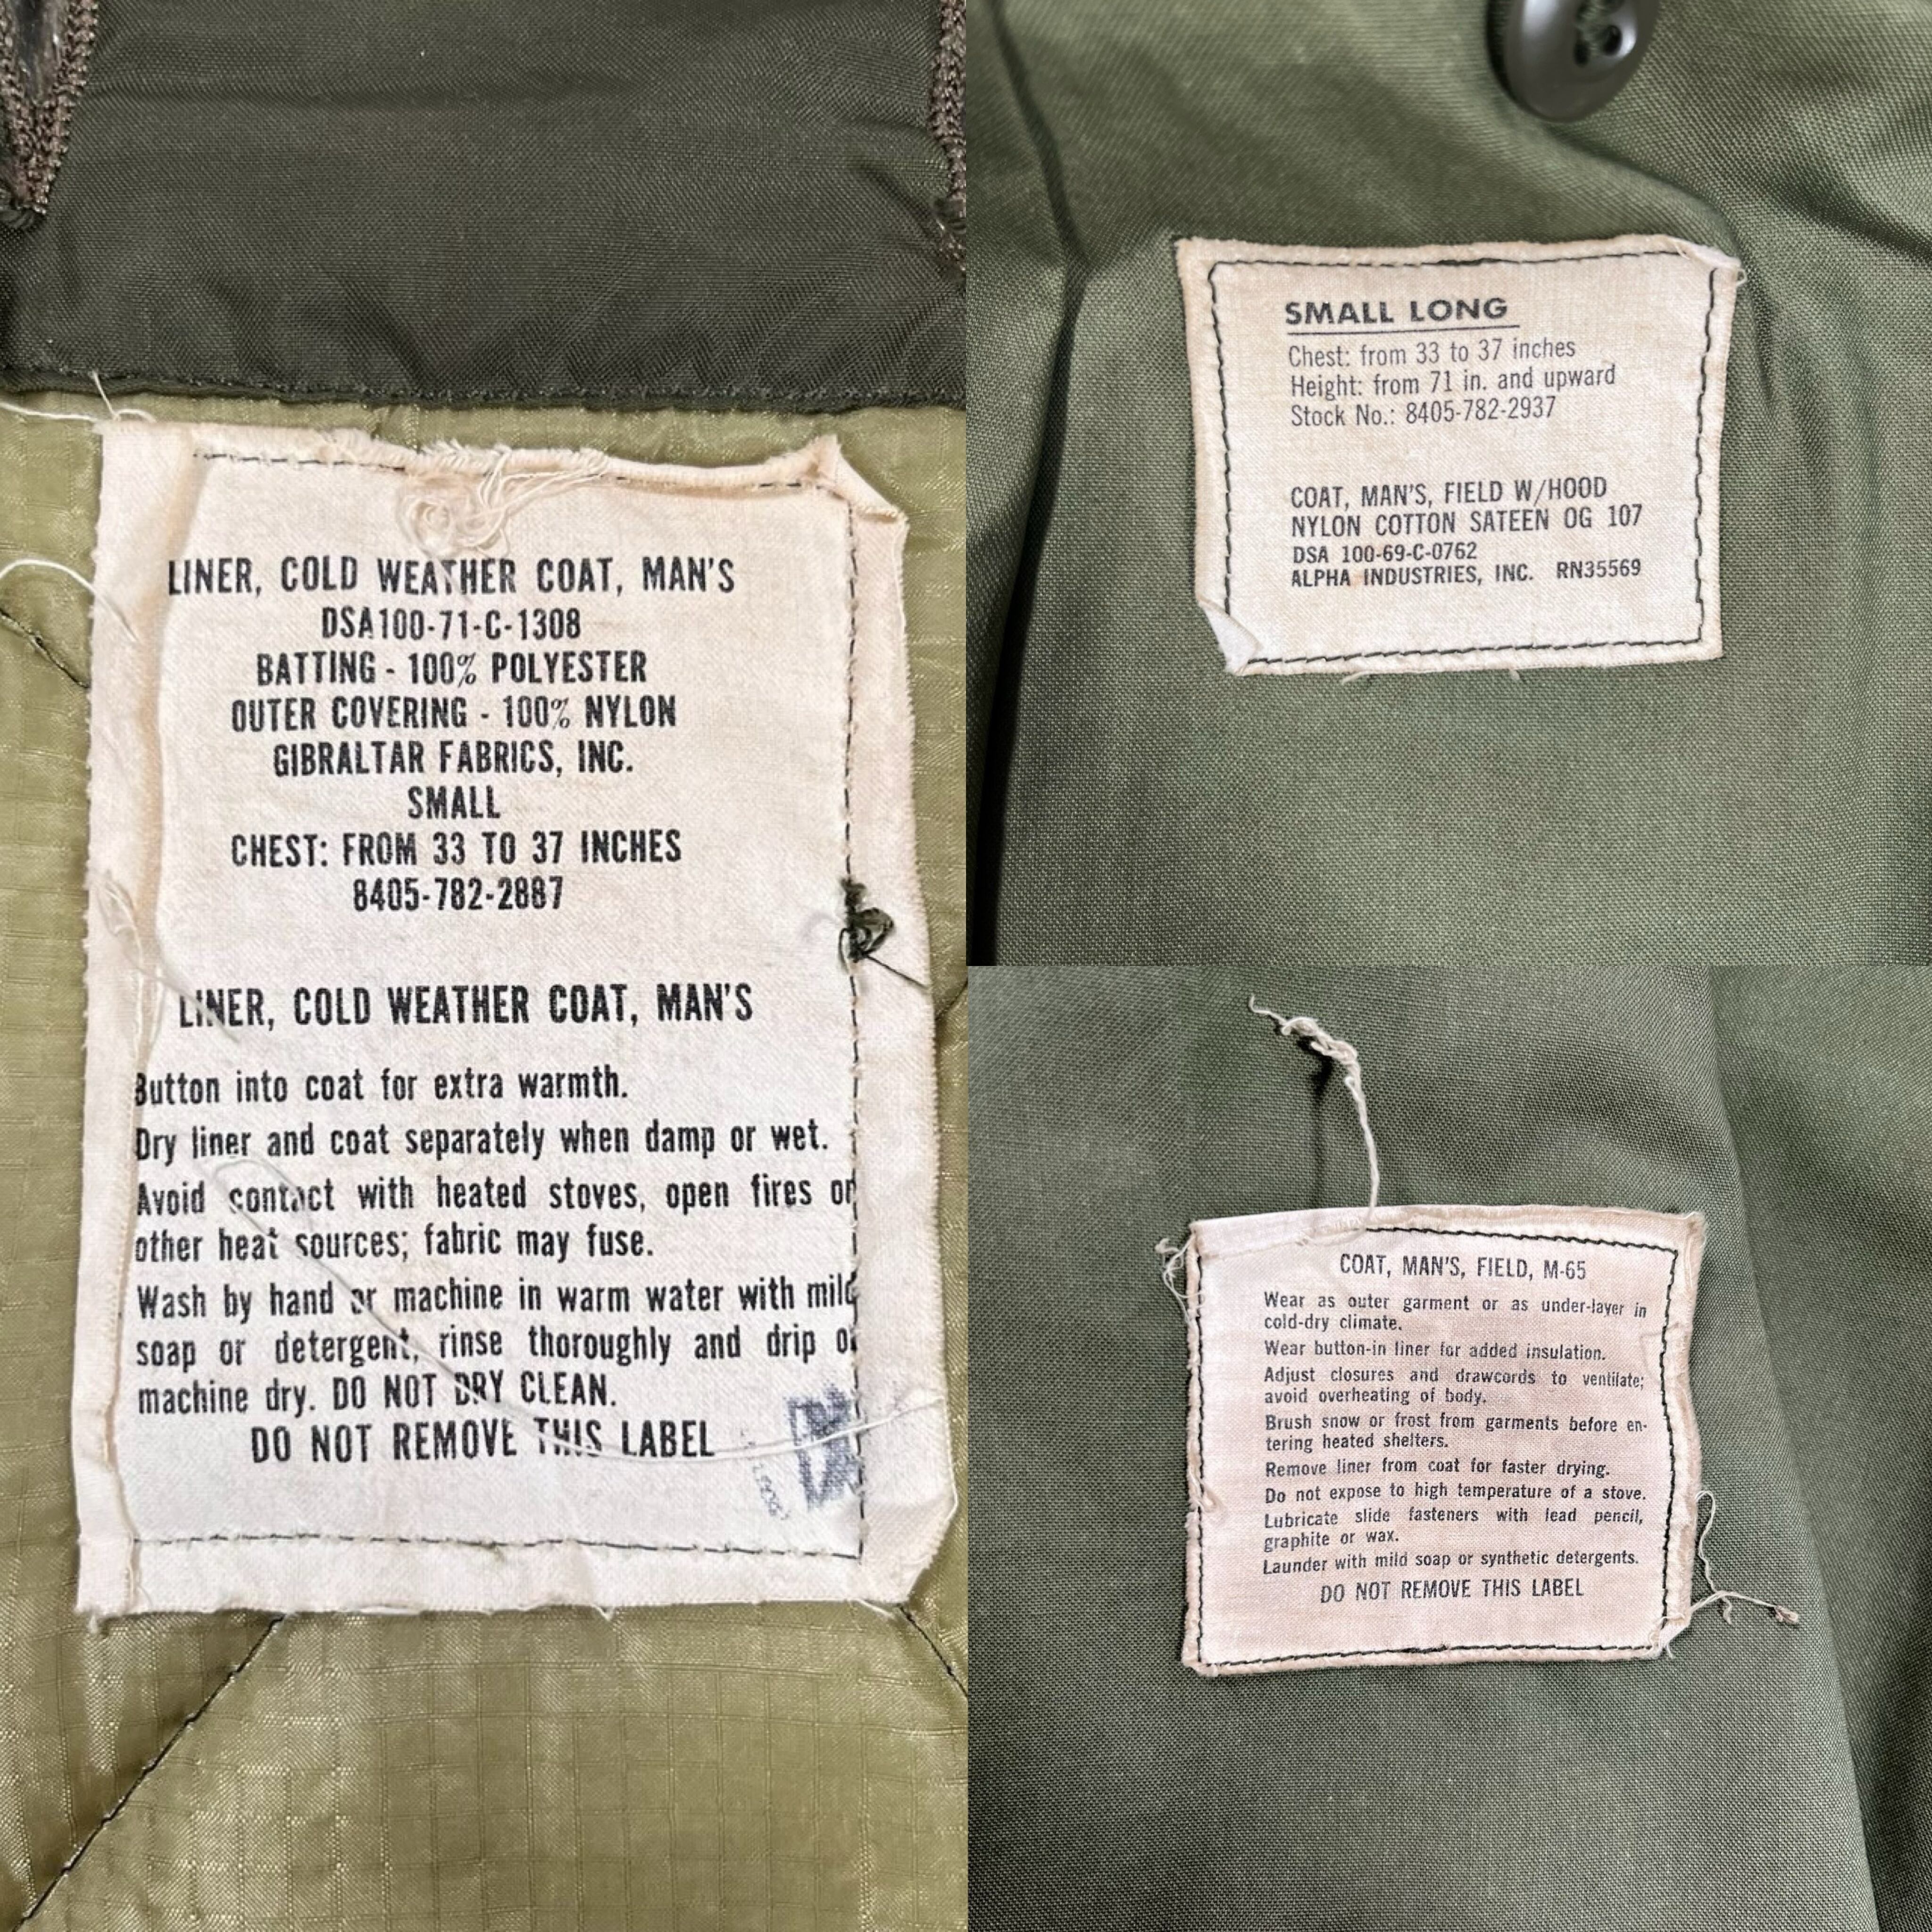 LINER, COLD WEATHER COAT, MAN'S
DSA100-71-C-1308
BATTING - 100% POLYESTER
OUTER COVERING - 100% NYLON
GIBRALTAR FABRICS, INC.
SMALL
CHEST: FROM 33 TO 37 INCHES
8405-782-2887
LINER, COLD WEATHER COAT, MAN'S
Button into coat for extra warmth.
Dry liner and coat separately when damp or wet.
Avoid contact with heated stoves, open fires or
other heat sources; fabric may fuse.
Wash by hand or machine in warm water with mild
soap or detergent, rinse thoroughly and drip or
machine dry. DO NOT DRY CLEAN.
DO NOT REMOVE THIS LABEL
SMALL LONG
Chest: from 33 to 37 inches
Height: from 71 in. and upward
Stock No.: 8405-782-2937
COAT, MAN'S, FIELD W/HOOD
NYLON COTTON SATEEN OG 107
DSA 100-69-C-0762
ALPHA INDUSTRIES, INC. RN35569
COAT, MAN'S, FIELD, M-65
Wear as outer garment or as under-layer in
cold-dry climate.
Wear button-in liner for added insulation.
Adjust closures and drawcords to ventilate;
avoid overheating of body.
Brush snow or frost from garments before en-
tering heated shelters.
Remove liner from coat for faster drying.
Do not expose to high temperature of a stove.
Lubricate slide fasteners with lead pencil,
graphite or wax.
Launder with mild soap or synthetic detergents.
DO NOT REMOVE THIS LABEL